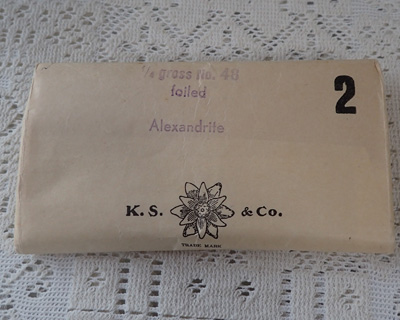 1/4 gross No. 48
foiled
2
Alexandrite
K. S. & Co.
TRADE MARK